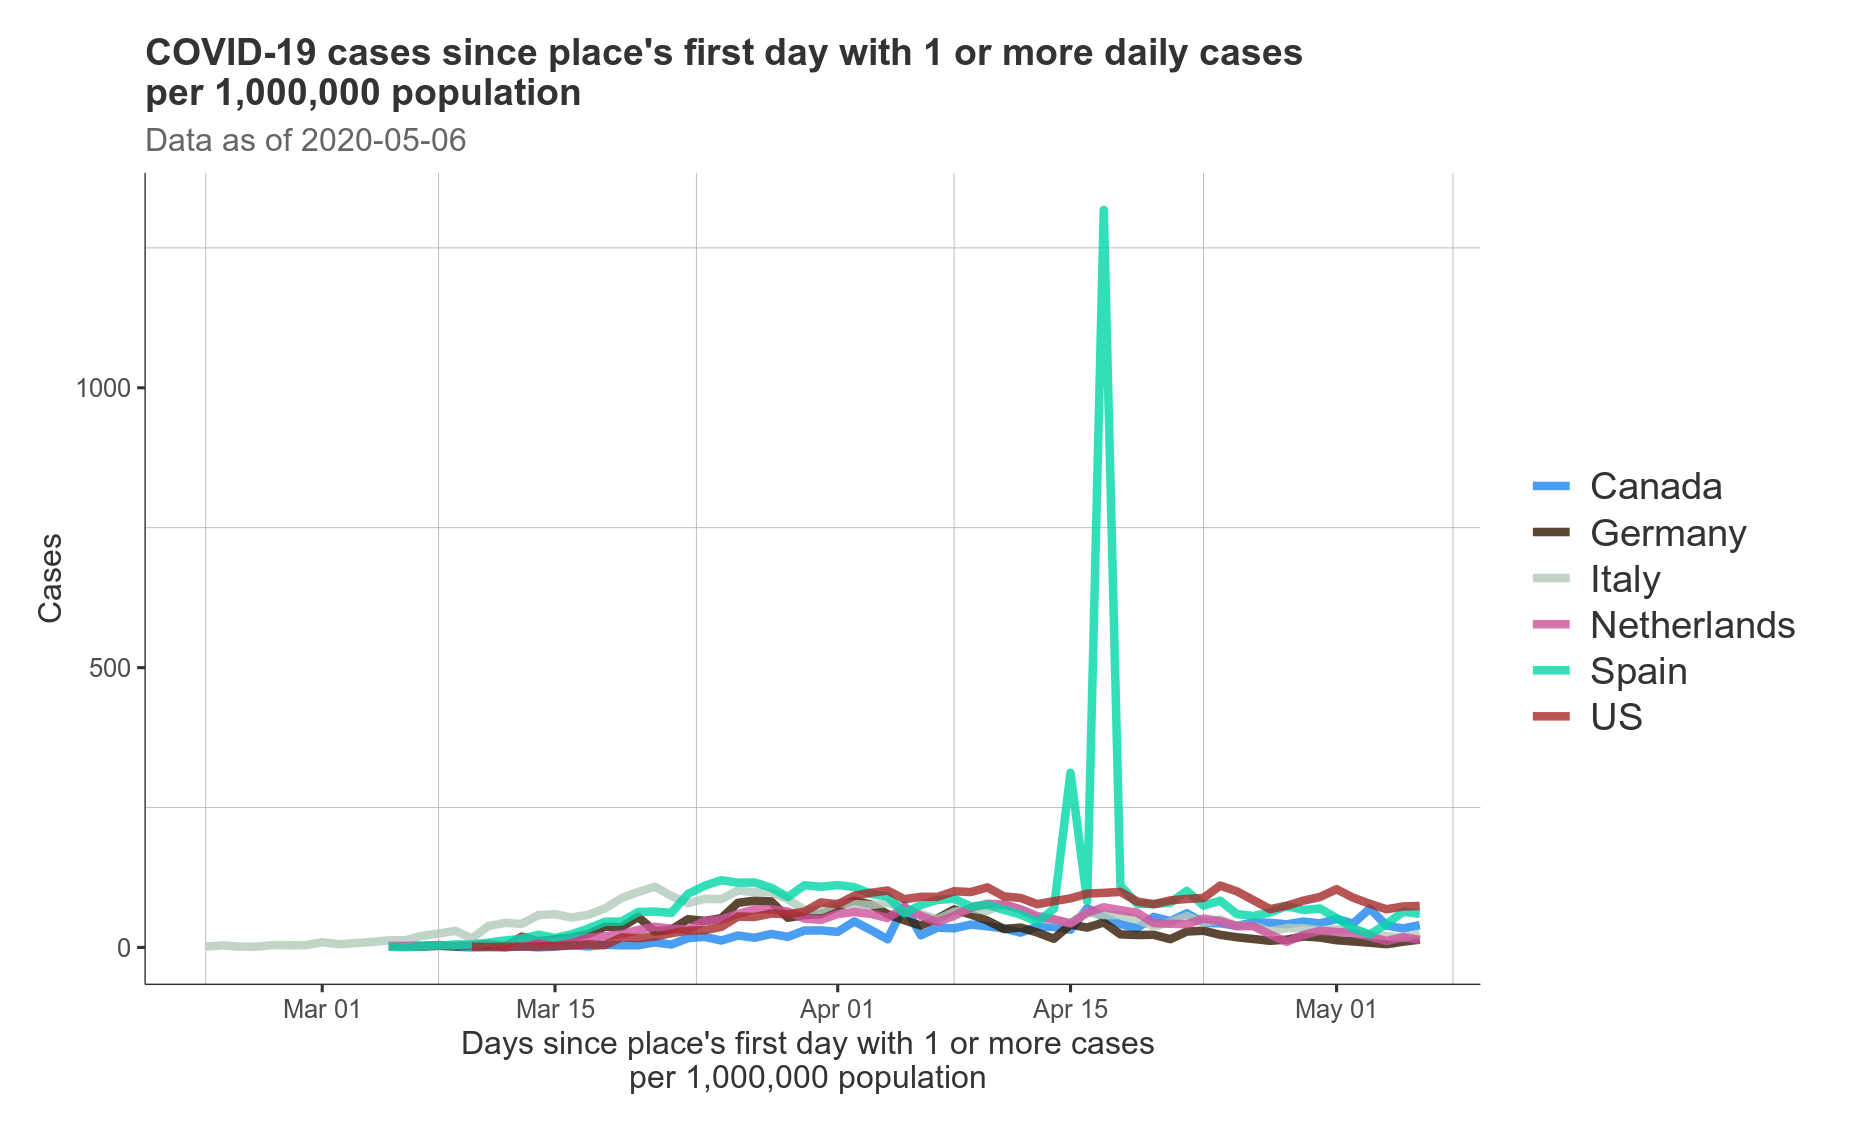 COVID-19 cases since place's first day with 1 or more daily cases
per 1,000,000 population
Data as of 2020-05-06
Cases
1000
500
0
Mar 01
Mar 15
Apr 01
Apr 15
May 01
Days since place's first day with 1 or more cases
per 1,000,000 population
Canada
Germany
Italy
Netherlands
Spain
US